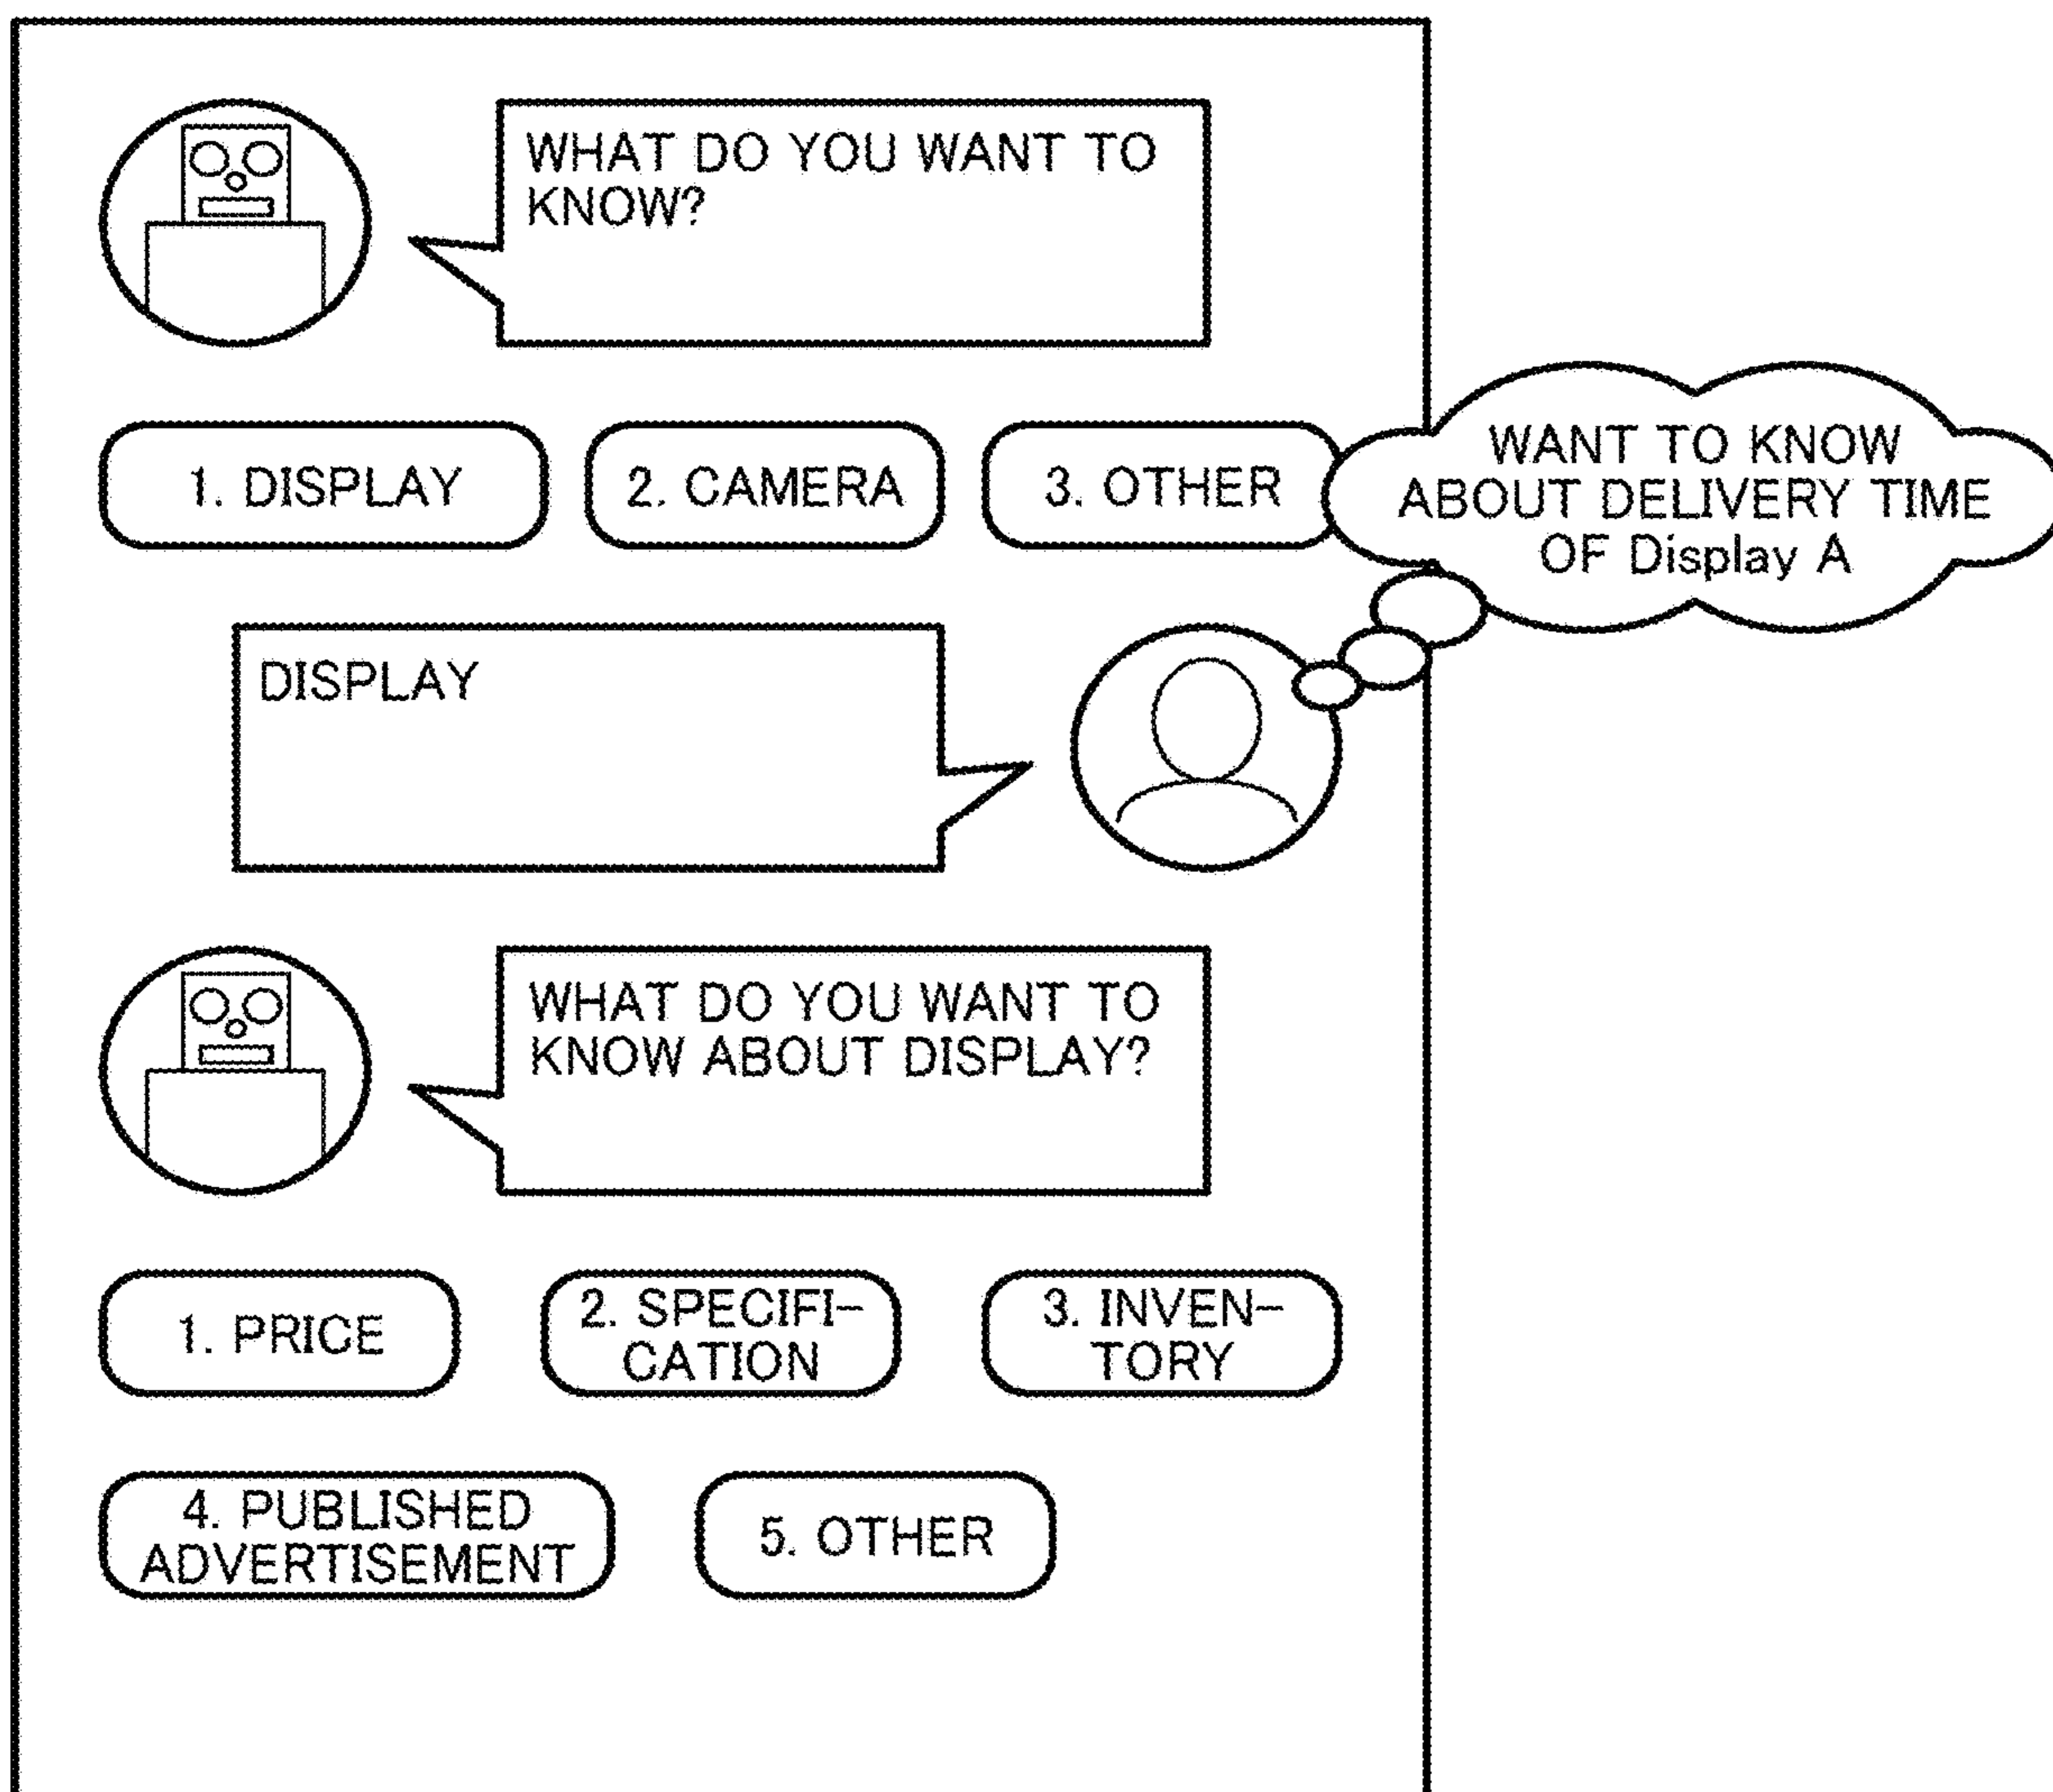 WHAT DO YOU WANT TO
KNOW?
1. DISPLAY
2. CAMERA
3. OTHER
WANT TO KNOW
ABOUT DELIVERY TIME
OF Display A
DISPLAY
WHAT DO YOU WANT TO
KNOW ABOUT DISPLAY?
1. PRICE
2. SPECIFI-
CATION
3. INVEN-
TORY
4. PUBLISHED
ADVERTISEMENT
5. OTHER